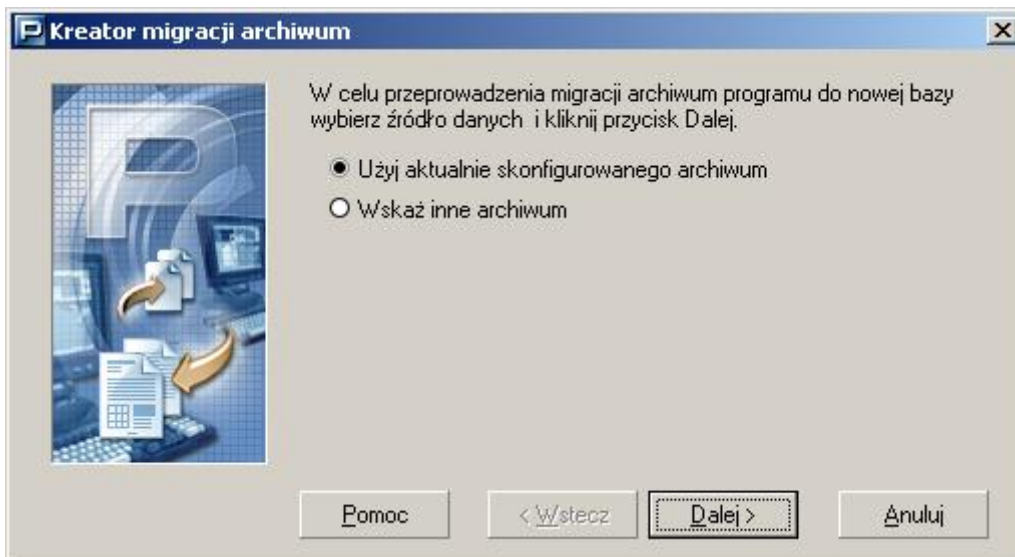 Kreator migracji archiwum
W celu przeprowadzenia migracji archiwum programu do nowej bazy
wybierz źródło danych i kliknij przycisk Dalej.
Użyj aktualnie skonfigurowanego archiwum
Wskaż inne archiwum
Pomoc
< Wstecz
Dalej >
Anuluj